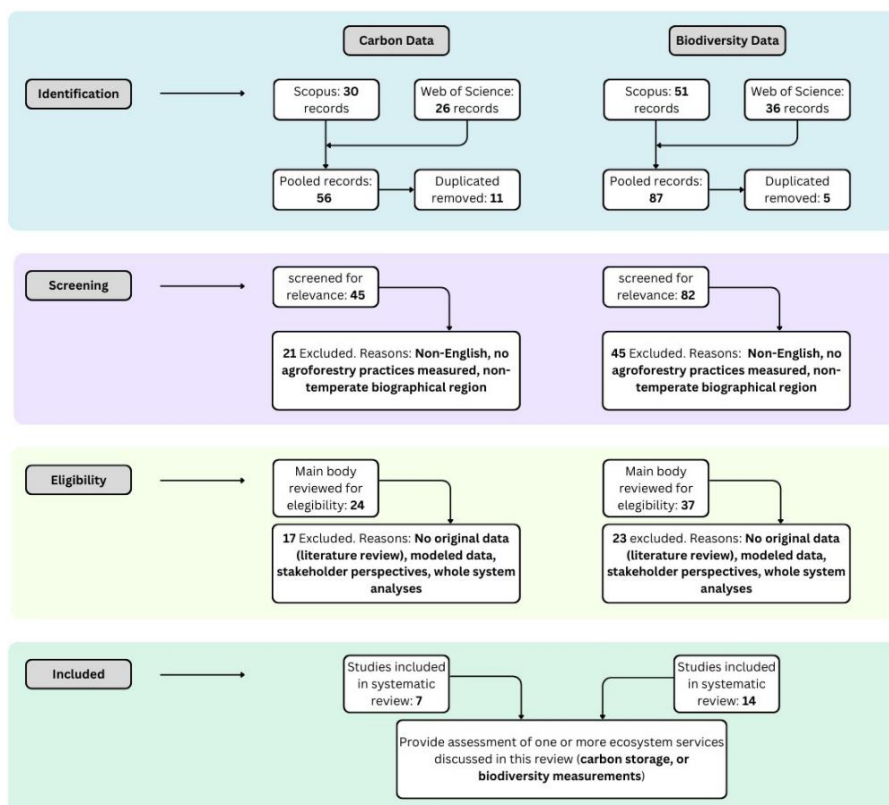 Carbon Data
Biodiversity Data
Identification
Scopus: 30
records
Web of Science:
26 records
Scopus: 51
records
Web of Science:
36 records
Pooled records:
56
Duplicated
removed: 11
Pooled records:
87
Duplicated
removed: 5
Screening
screened for
relevance: 45
screened for
relevance: 82
21 Excluded. Reasons: Non-English, no
agroforestry practices measured, non-
temperate biographical region
45 Excluded. Reasons: Non-English, no
agroforestry practices measured, non-
temperate biographical region
Eligibility
Main body
reviewed for
elegibility: 24
Main body
reviewed for
elegibility: 37
17 Excluded. Reasons: No original data
(literature review), modeled data,
stakeholder perspectives, whole system
analyses
23 excluded. Reasons: No original data
(literature review), modeled data,
stakeholder perspectives, whole system
analyses
Included
Studies included
in systematic
review: 7
Studies included
in systematic
review: 14
Provide assessment of one or more ecosystem services
discussed in this review (carbon storage, or
biodiversity measurements)